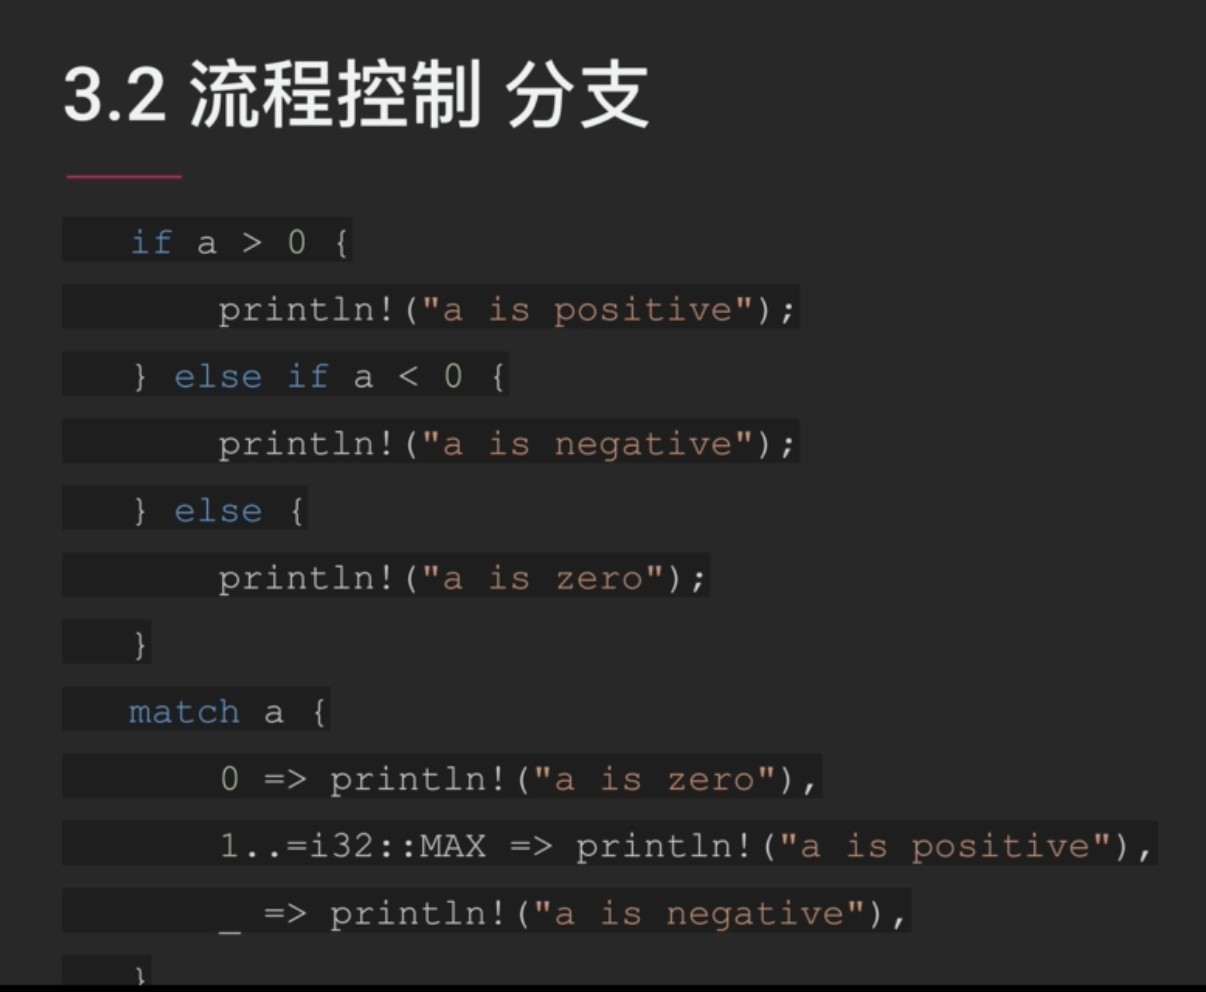 3.2 流程控制 分支
if a > 0 {
println!("a is positive");
} else if a < 0 {
println!("a is negative");
} else {
println!("a is zero");
}
match a {
0 => println!("a is zero"),
1..=i32::MAX => println!("a is positive"),
_ => println!("a is negative"),
}